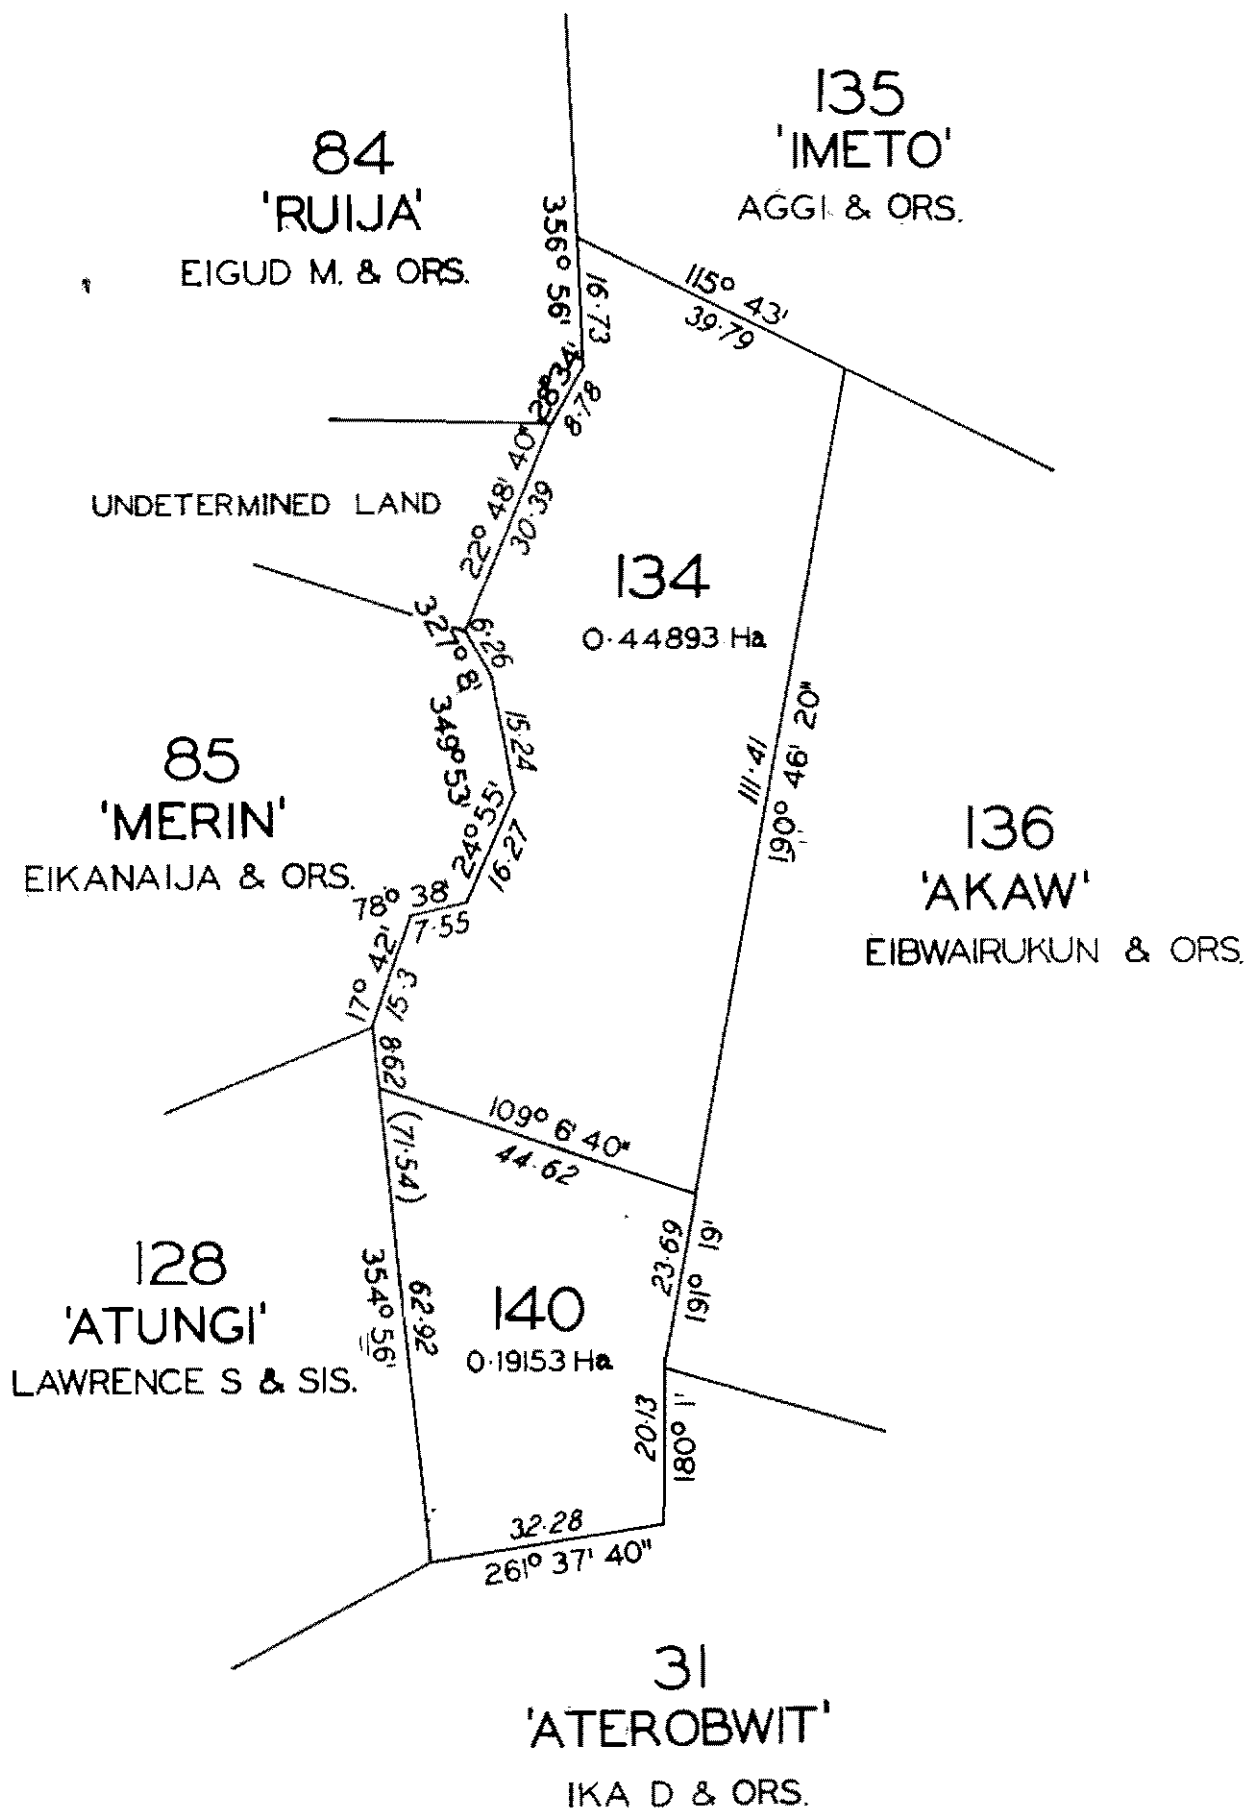 135
'IMETO'
AGGI & ORS.
84
'RUIJA'
EIGUD M. & ORS.
356° 56'
16·73
115° 43'
39·79
28° 34'
8·78
UNDETERMINED LAND
22° 48' 40"
30·39
134
0·44893 Ha
327° 8'
6·26
349° 53'
15·24
111·41
190° 46' 20"
85
'MERIN'
EIKANAIJA & ORS.
24° 55'
16·27
136
'AKAW'
EIBWAIRUKUN & ORS.
78° 38'
7·55
17° 42'
15·3
8·62
(71·54)
109° 6' 40"
44·62
128
'ATUNGI'
LAWRENCE S & SIS.
354° 56'
62·92
140
0·19153 Ha
23·69
191° 19'
20·13
180° 1'
32·28
261° 37' 40"
31
'ATEROBWIT'
IKA D & ORS.